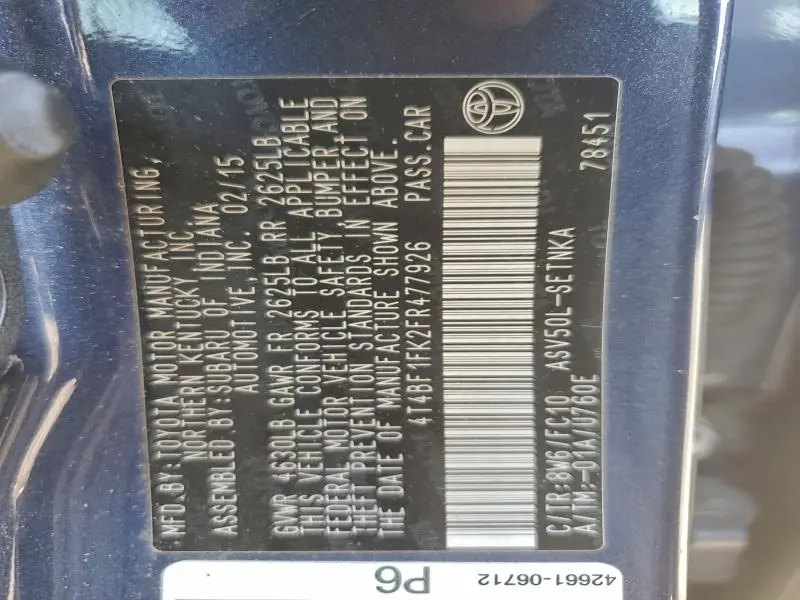 MFD.BY:TOYOTA MOTOR MANUFACTURING,
NORTHERN KENTUCKY INC.
ASSEMBLED BY:SUBARU OF INDIANA
AUTOMOTIVE,INC. 02/15
GVWR 4630LB GAWR FR 2625LB RR 2625LB
THIS VEHICLE CONFORMS TO ALL APPLICABLE
FEDERAL MOTOR VEHICLE SAFETY, BUMPER AND
THEFT PREVENTION STANDARDS IN EFFECT ON
THE DATE OF MANUFACTURE SHOWN ABOVE.
4T4BF1FK2FR477926 PASS.CAR
C/TR:8W6/FC10 ASV50L-SETNKA
A/TM:-01A/U760E 78451
P6
42661-06712